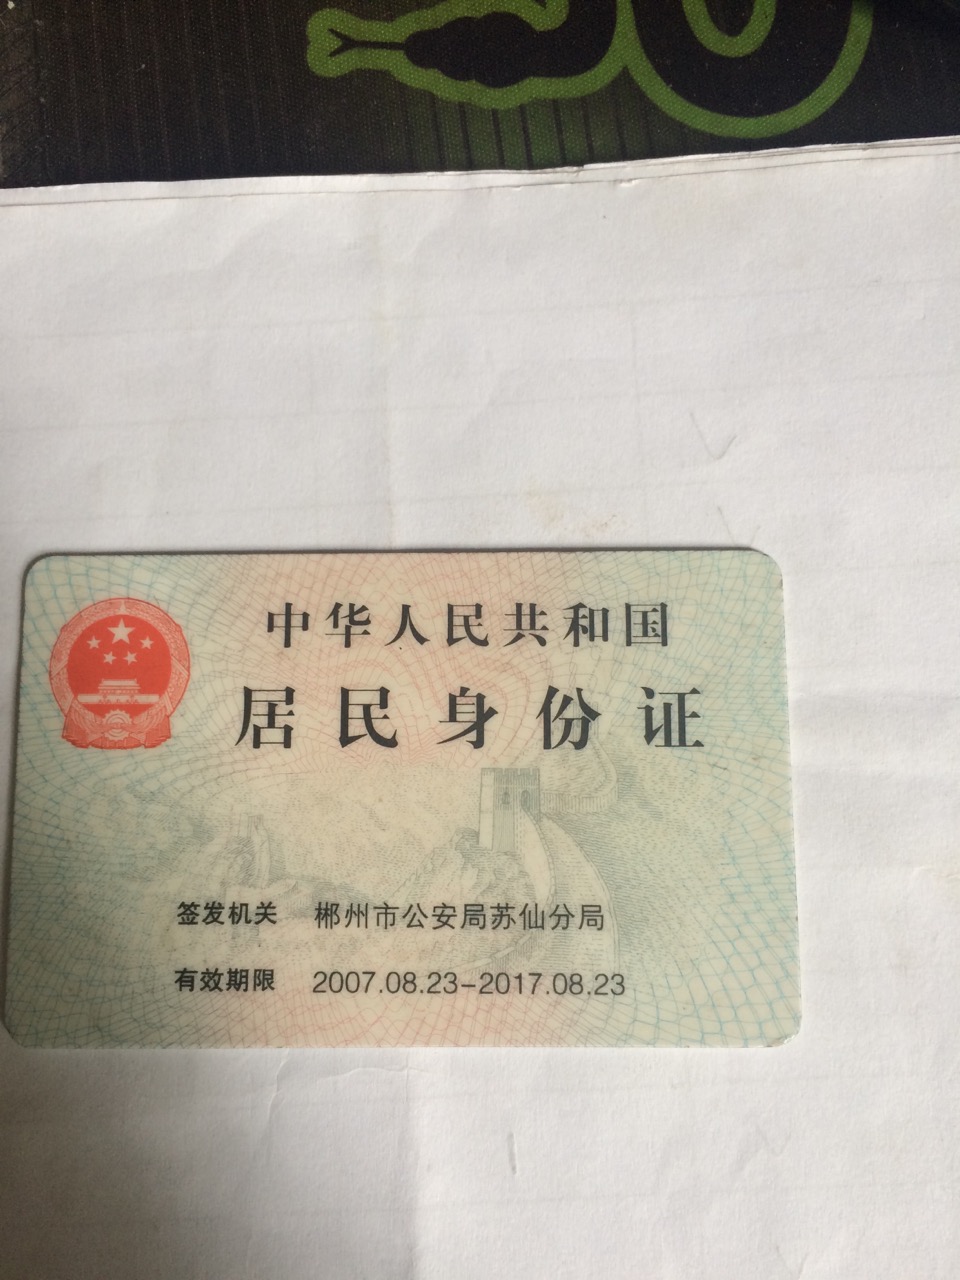 中华人民共和国
居民身份证
签发机关 郴州市公安局苏仙分局
有效期限 2007.08.23-2017.08.23